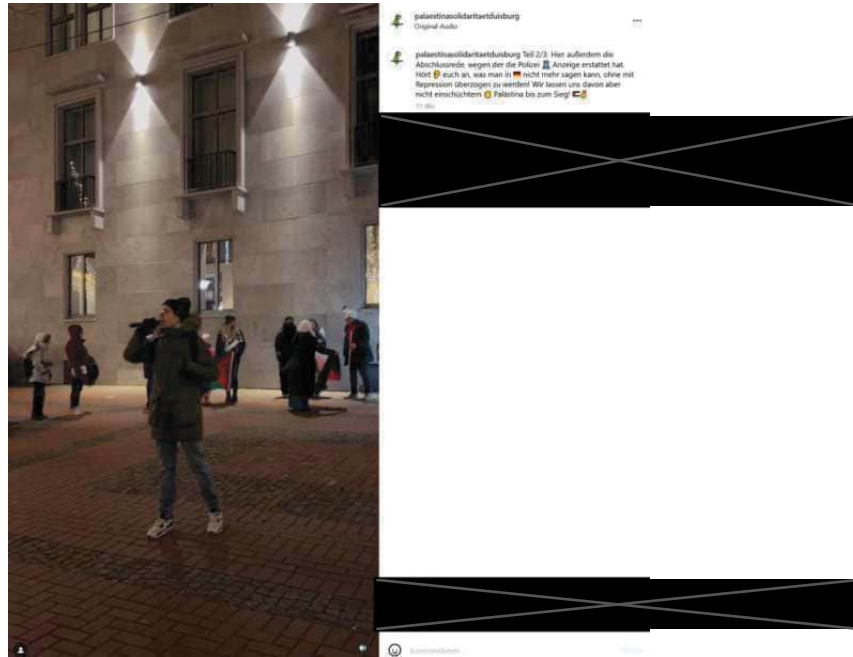 palaestinasolidaritaetduisburg
Original-Audio
palaestinasolidaritaetduisburg Teil 2/3: Hier außerdem die
Abschlussrede, wegen der die Polizei 👮 Anzeige erstattet hat.
Hört 👂 euch an, was man in 🇩🇪 nicht mehr sagen kann, ohne mit
Repression überzogen zu werden! Wir lassen uns davon aber
nicht einschüchtern ✊ Palästina bis zum Sieg! 🇵🇸✌
Kommentieren ...